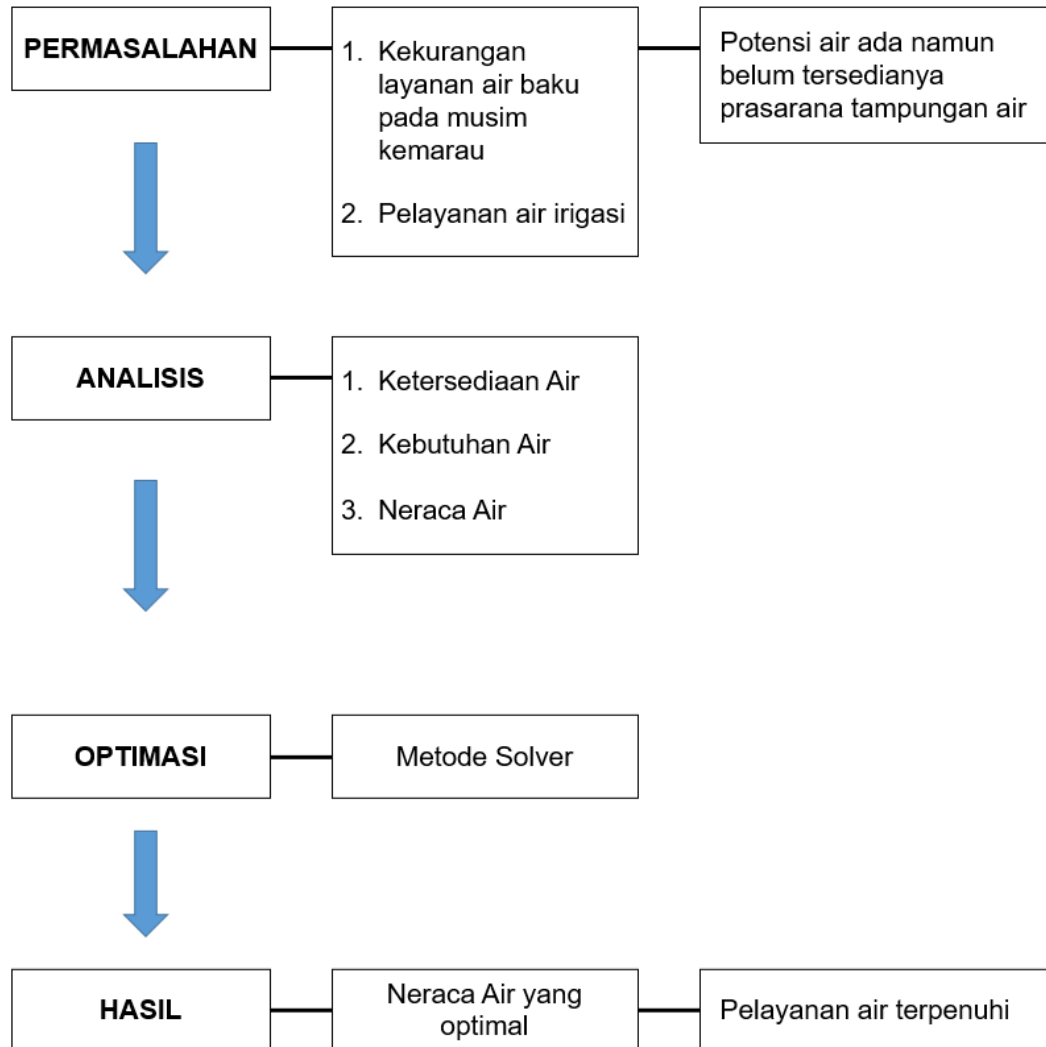 PERMASALAHAN
1. Kekurangan
layanan air baku
pada musim
kemarau
2. Pelayanan air irigasi
Potensi air ada namun
belum tersedianya
prasarana tampungan air
ANALISIS
1. Ketersediaan Air
2. Kebutuhan Air
3. Neraca Air
OPTIMASI
Metode Solver
HASIL
Neraca Air yang
optimal
Pelayanan air terpenuhi